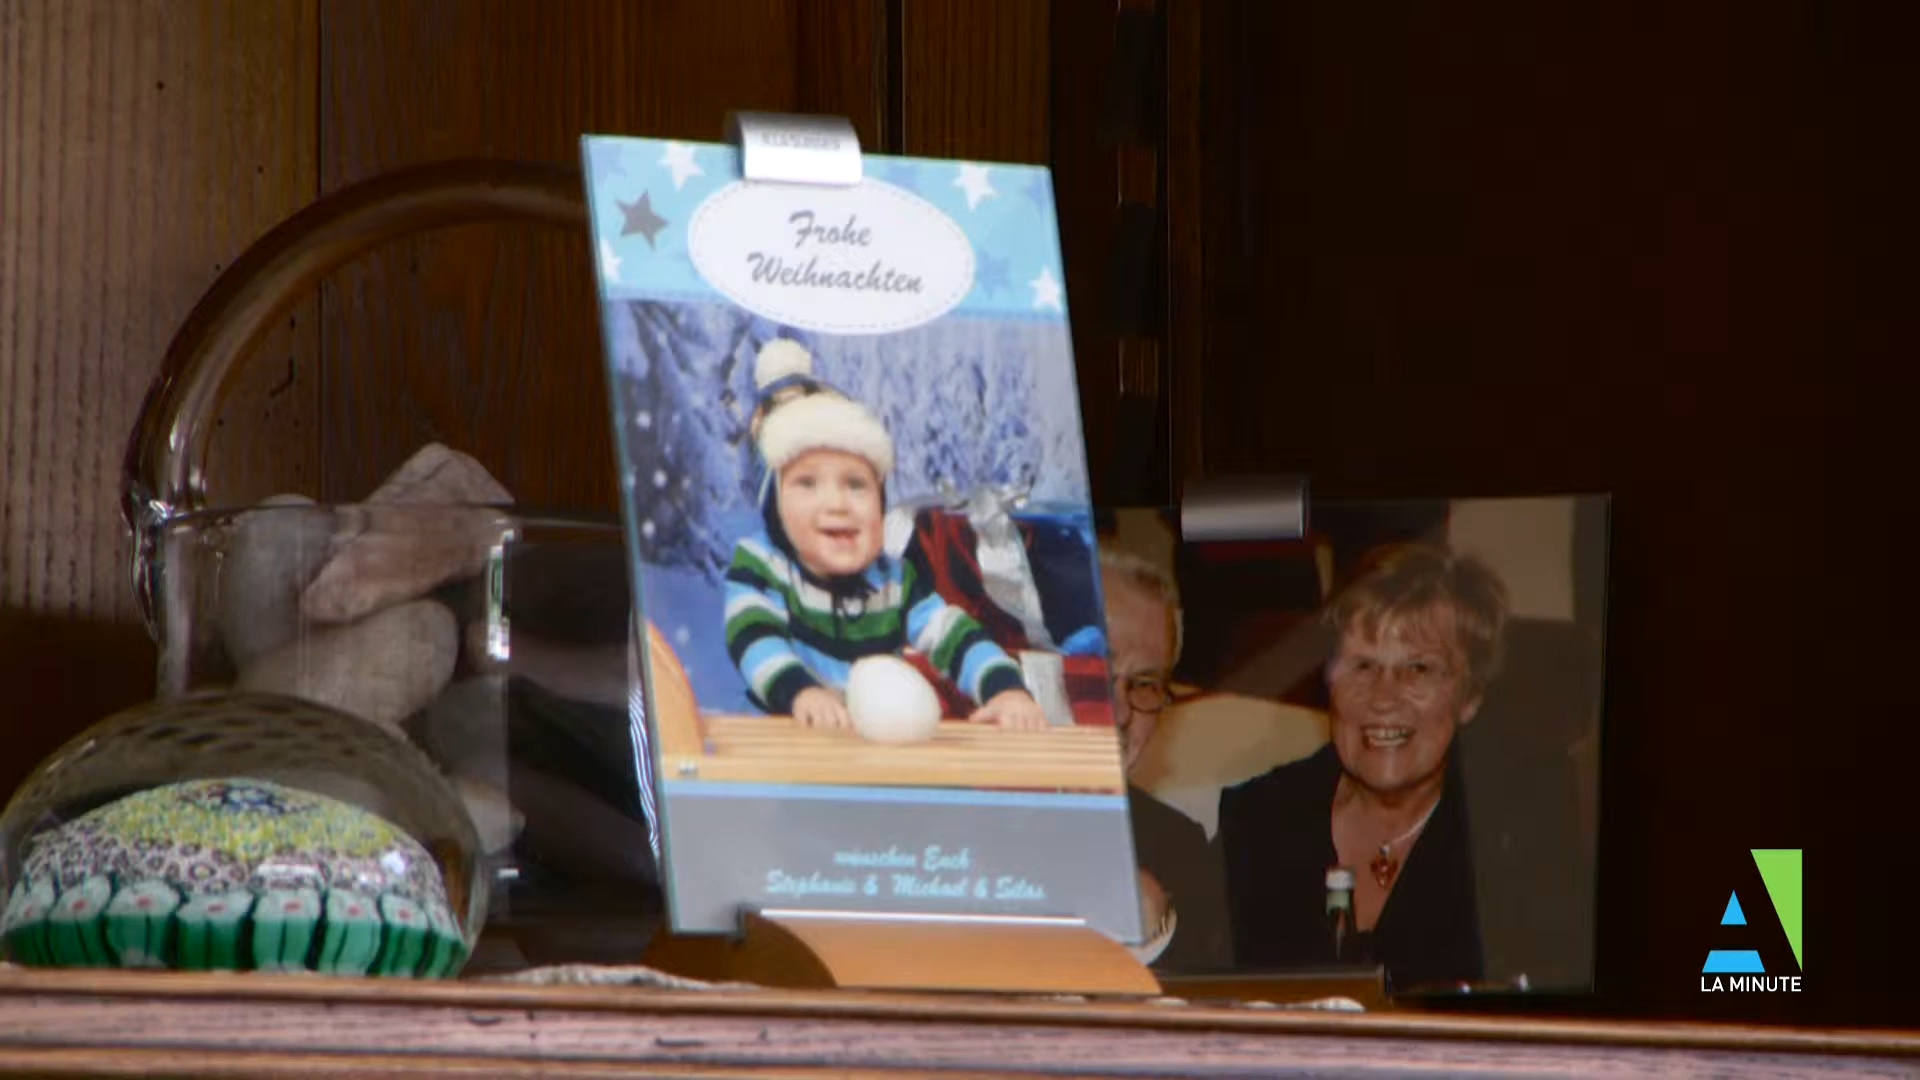 Frohe
Weihnachten
wünschen Euch
Stephanie & Michael & Silas
LA MINUTE